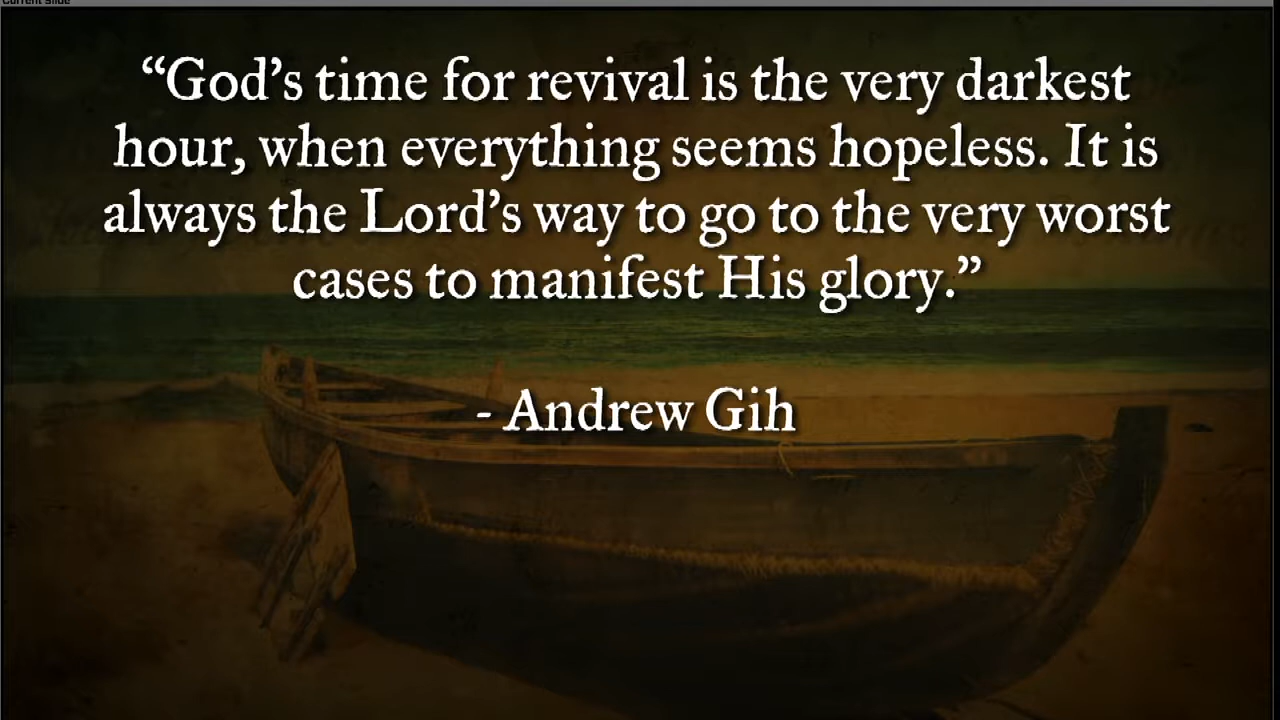 Current Slide
“God’s time for revival is the very darkest
hour, when everything seems hopeless. It is
always the Lord’s way to go to the very worst
cases to manifest His glory.”
- Andrew Gih